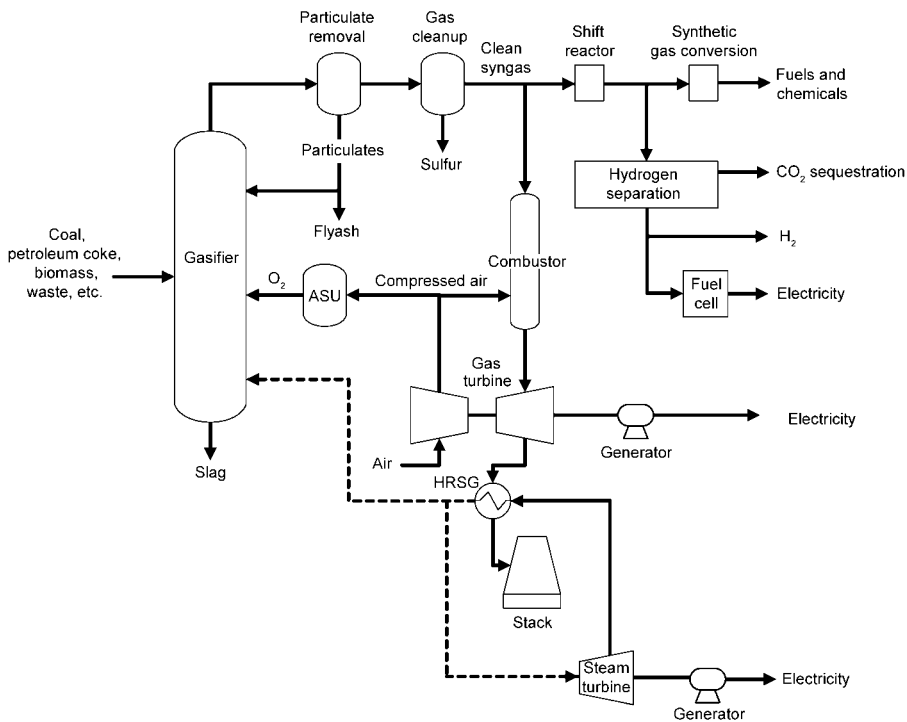 Particulate
removal
Gas
cleanup
Clean
syngas
Shift
reactor
Synthetic
gas conversion
Fuels and
chemicals
Particulates
Sulfur
Hydrogen
separation
CO₂ sequestration
Flyash
H₂
Coal,
petroleum coke,
biomass,
waste, etc.
Gasifier
O₂
ASU
Compressed air
Combustor
Fuel
cell
Electricity
Gas
turbine
Electricity
Generator
Air
Slag
HRSG
Stack
Steam
turbine
Electricity
Generator